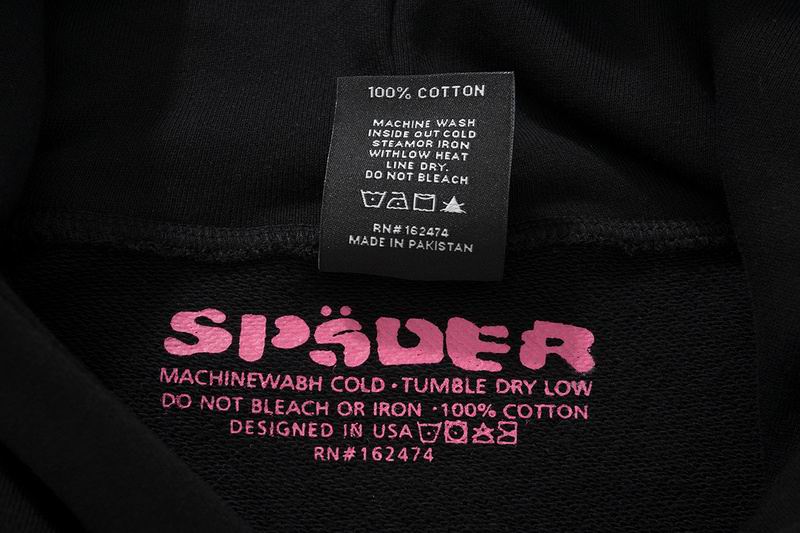 100% COTTON
MACHINE WASH
INSIDE OUT COLD
STEAMOR IRON
WITHLOW HEAT
LINE DRY.
DO NOT BLEACH
RN#162474
MADE IN PAKISTAN
SPÄDER
MACHINEWABH COLD · TUMBLE DRY LOW
DO NOT BLEACH OR IRON · 100% COTTON
DESIGNED IN USA
RN#162474